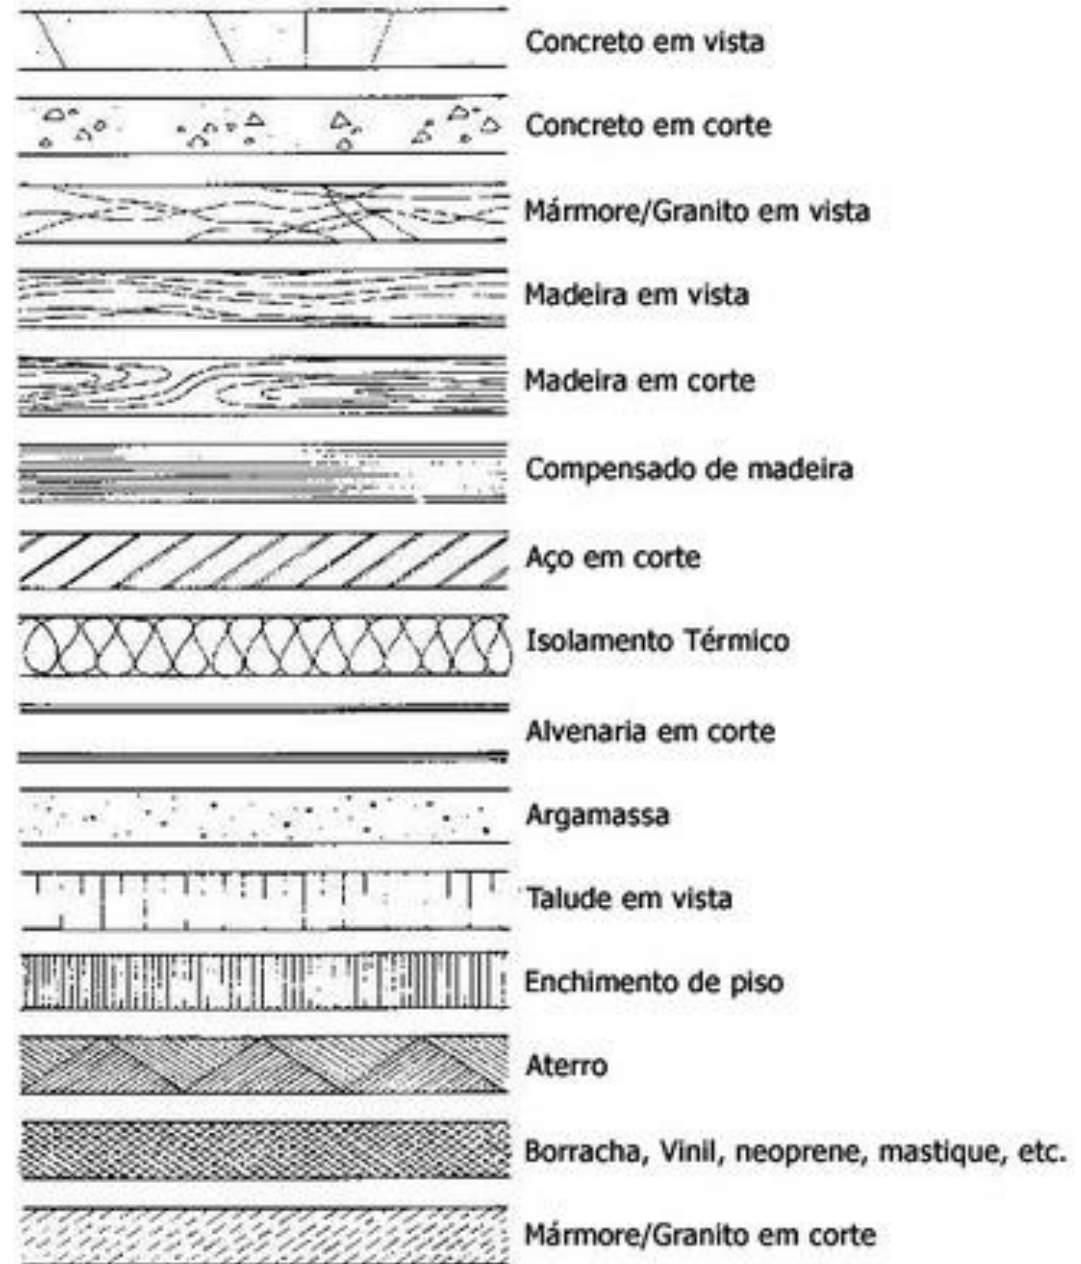 Concreto em vista
Concreto em corte
Mármore/Granito em vista
Madeira em vista
Madeira em corte
Compensado de madeira
Aço em corte
Isolamento Térmico
Alvenaria em corte
Argamassa
Talude em vista
Enchimento de piso
Aterro
Borracha, Vinil, neoprene, mastique, etc.
Mármore/Granito em corte